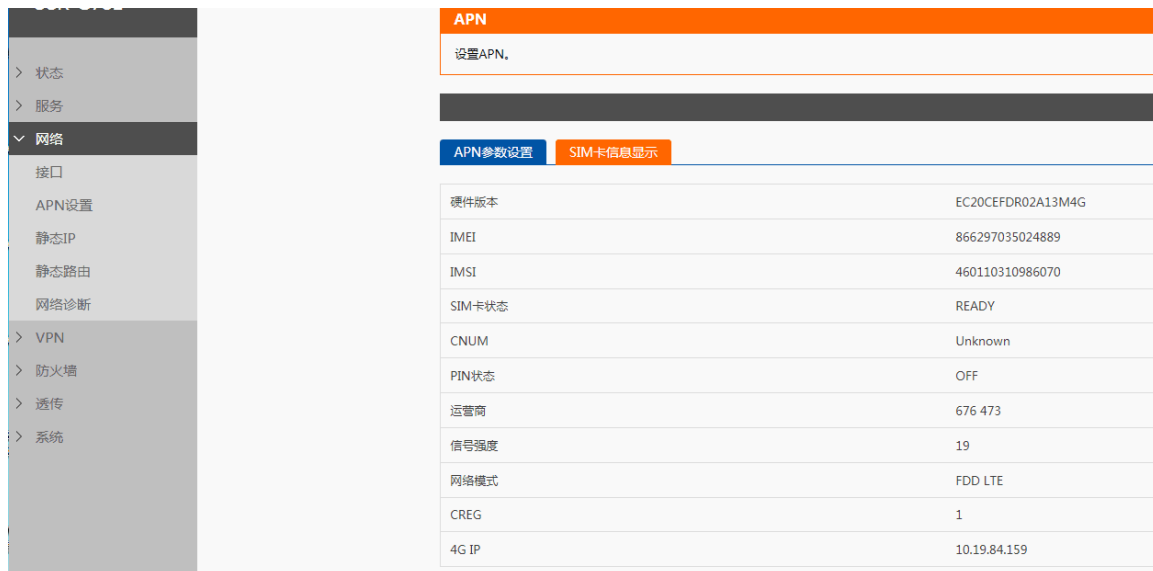 APN
设置APN。
状态
服务
网络
接口
APN设置
静态IP
静态路由
网络诊断
VPN
防火墙
透传
系统
APN参数设置 SIM卡信息显示
硬件版本 EC20CEFDR02A13M4G
IMEI 866297035024889
IMSI 460110310986070
SIM卡状态 READY
CNUM Unknown
PIN状态 OFF
运营商 676 473
信号强度 19
网络模式 FDD LTE
CREG 1
4G IP 10.19.84.159